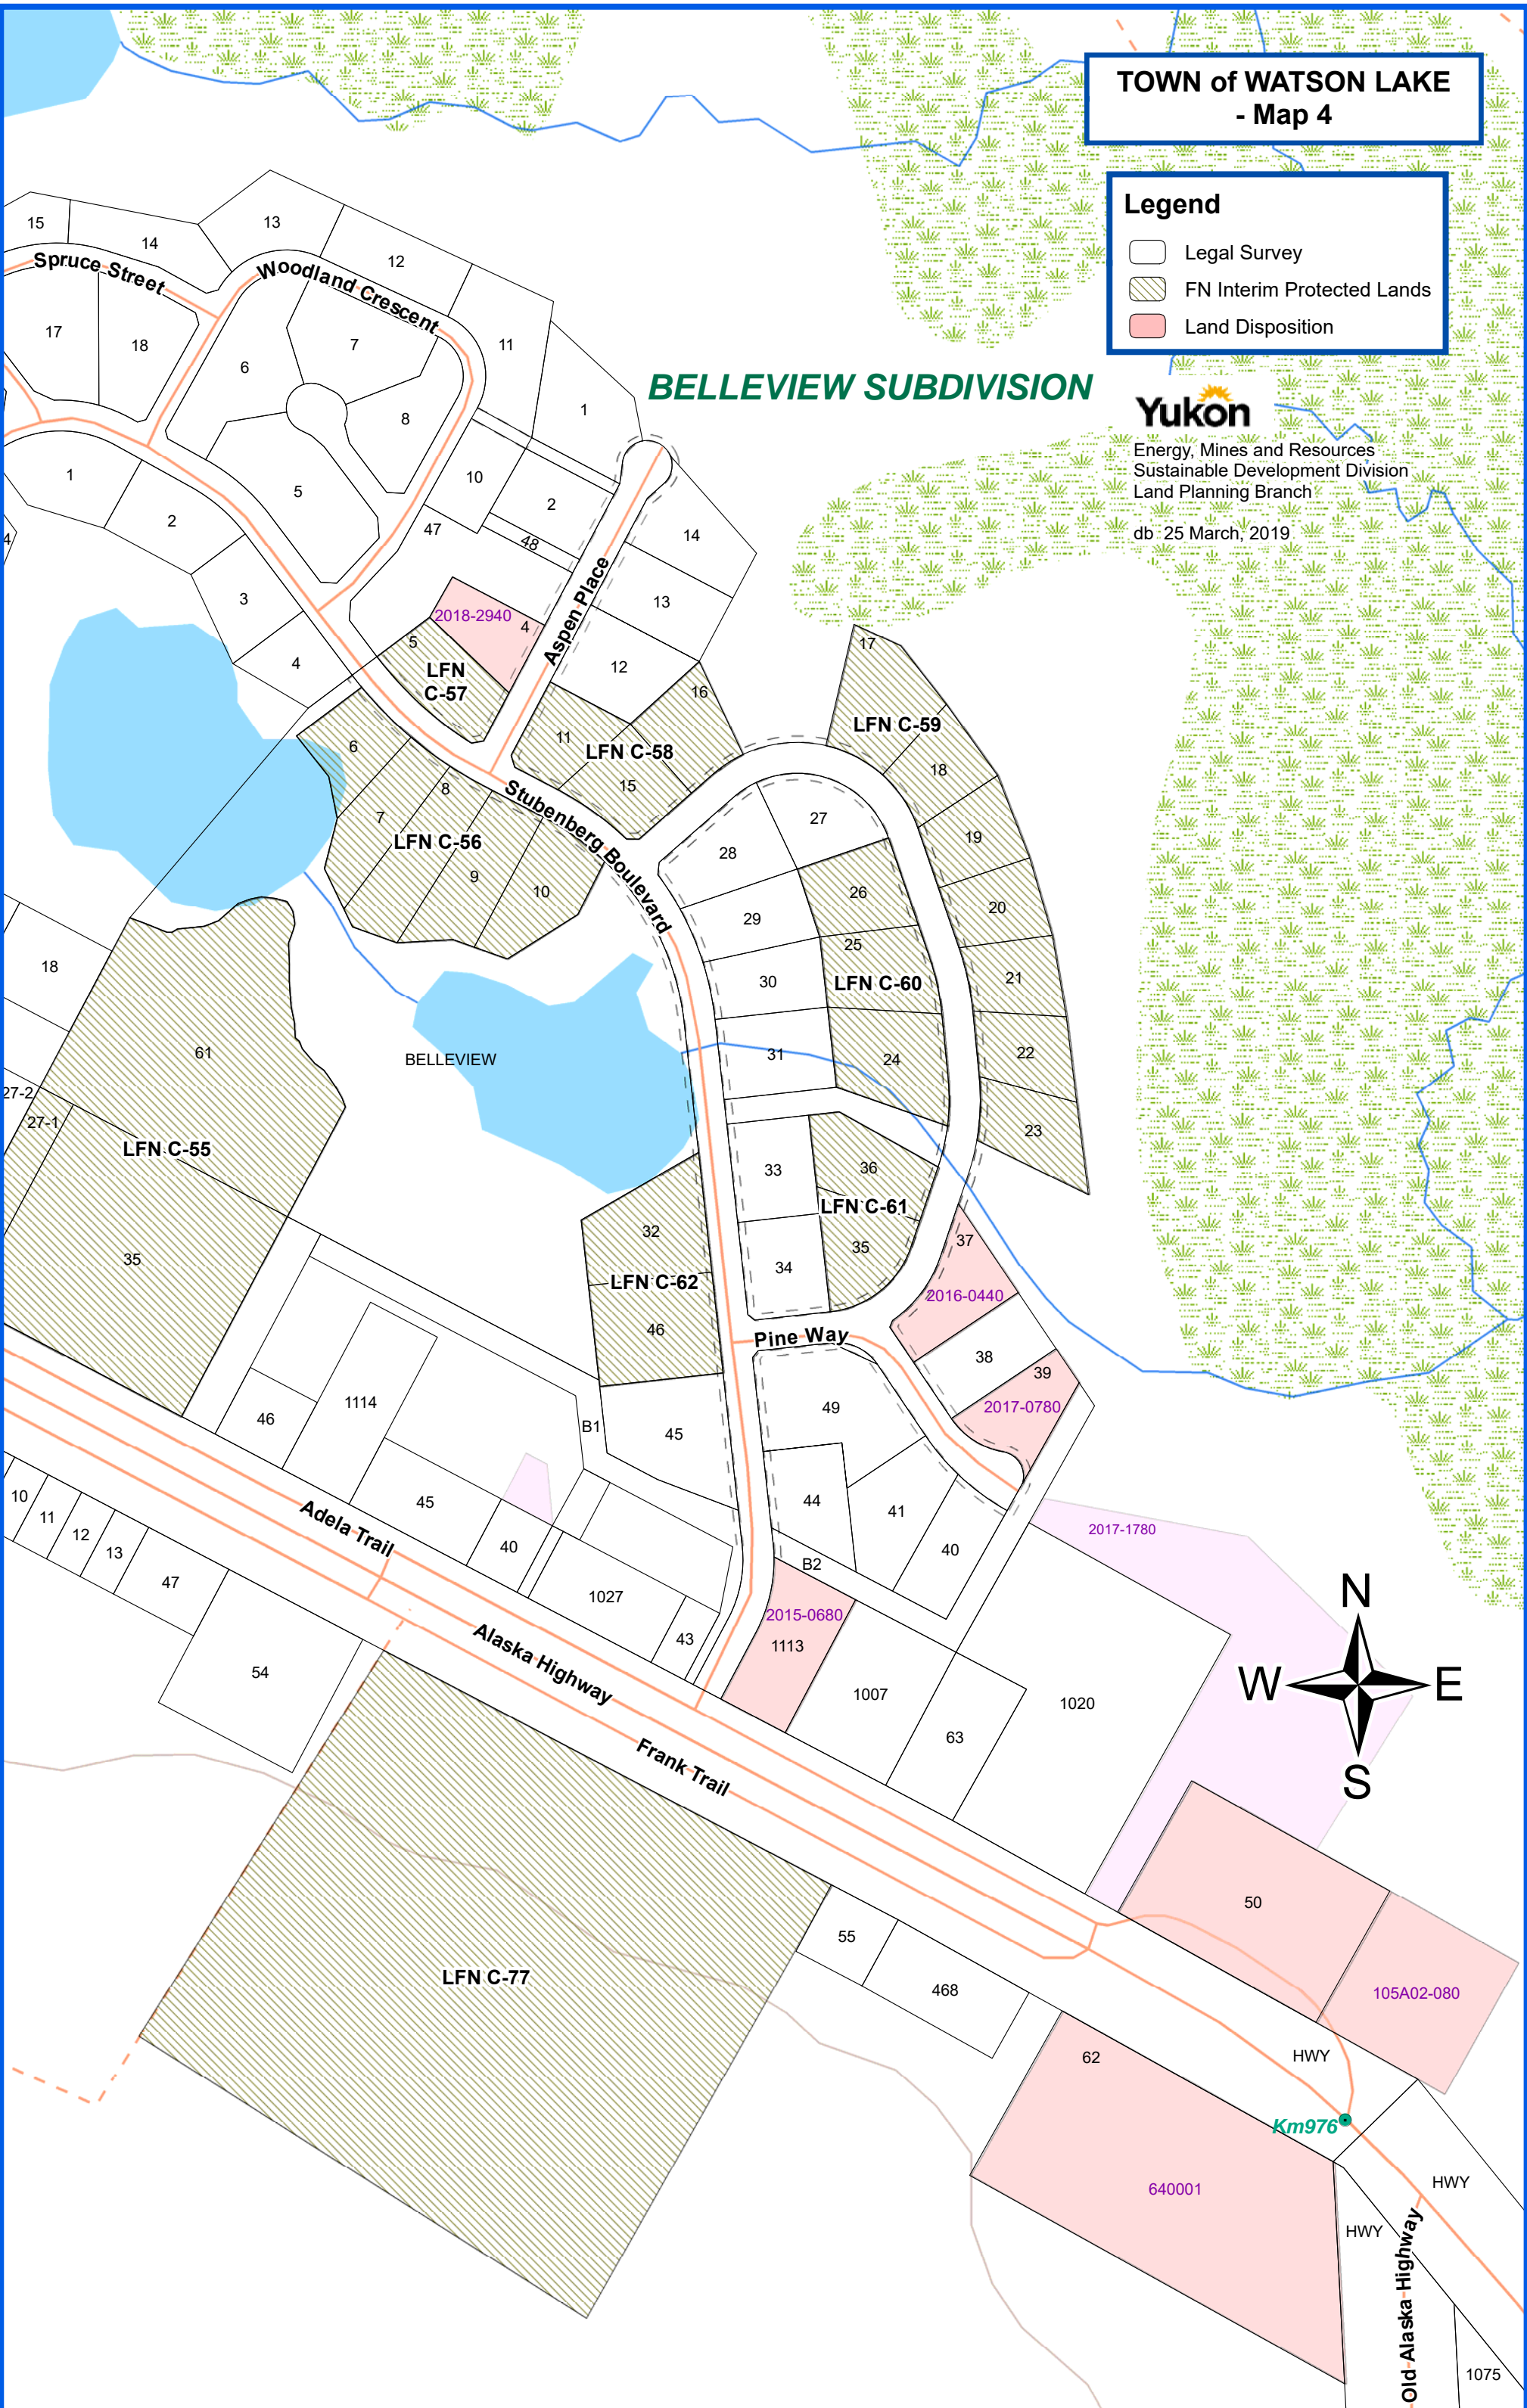 TOWN of WATSON LAKE
- Map 4
Legend
Legal Survey
FN Interim Protected Lands
Land Disposition
BELLEVIEW SUBDIVISION
Yukon
Energy, Mines and Resources
Sustainable Development Division
Land Planning Branch
db 25 March, 2019
15
14
13
12
Spruce Street
Woodland Crescent
17
18
6
7
11
8
1
1
2
5
10
2
47
48
14
4
3
13
2018-2940
4
Aspen Place
5
LFN
C-57
4
12
16
17
LFN C-59
6
11
LFN C-58
15
18
8
7
Stubenberg Boulevard
27
19
LFN C-56
28
9
10
26
20
29
25
18
30
LFN C-60
21
61
BELLEVIEW
31
24
22
27-2
27-1
23
LFN C-55
33
36
32
LFN C-61
37
35
34
35
LFN C-62
2016-0440
46
Pine Way
38
39
1114
49
2017-0780
46
B1
45
10
45
44
41
11
Adela Trail
2017-1780
12
13
40
40
47
B2
1027
2015-0680
43
1113
N
Alaska Highway
54
1007
63
1020
W
E
S
Frank Trail
50
55
LFN C-77
468
105A02-080
62
HWY
Km976
640001
HWY
HWY
Old Alaska Highway
1075